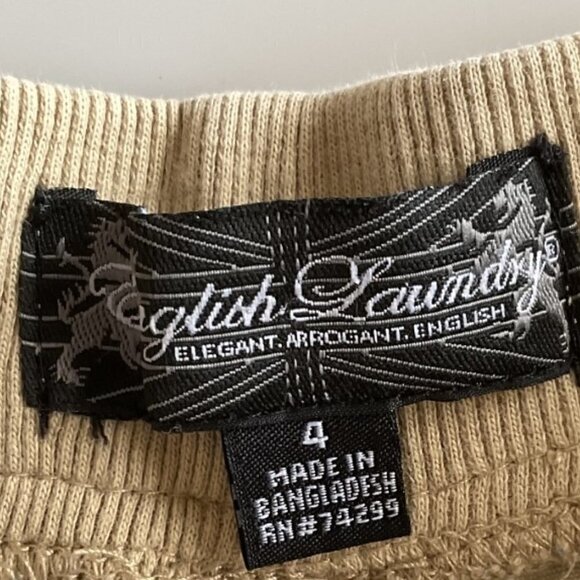 English Laundry®
ELEGANT. ARROGANT. ENGLISH
4
MADE IN
BANGLADESH
RN#74299